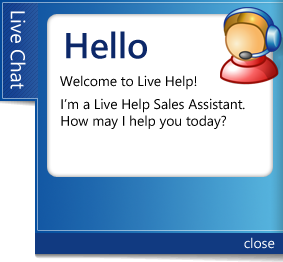 Live Chat
Hello
Welcome to Live Help!
I'm a Live Help Sales Assistant.
How may I help you today?
close